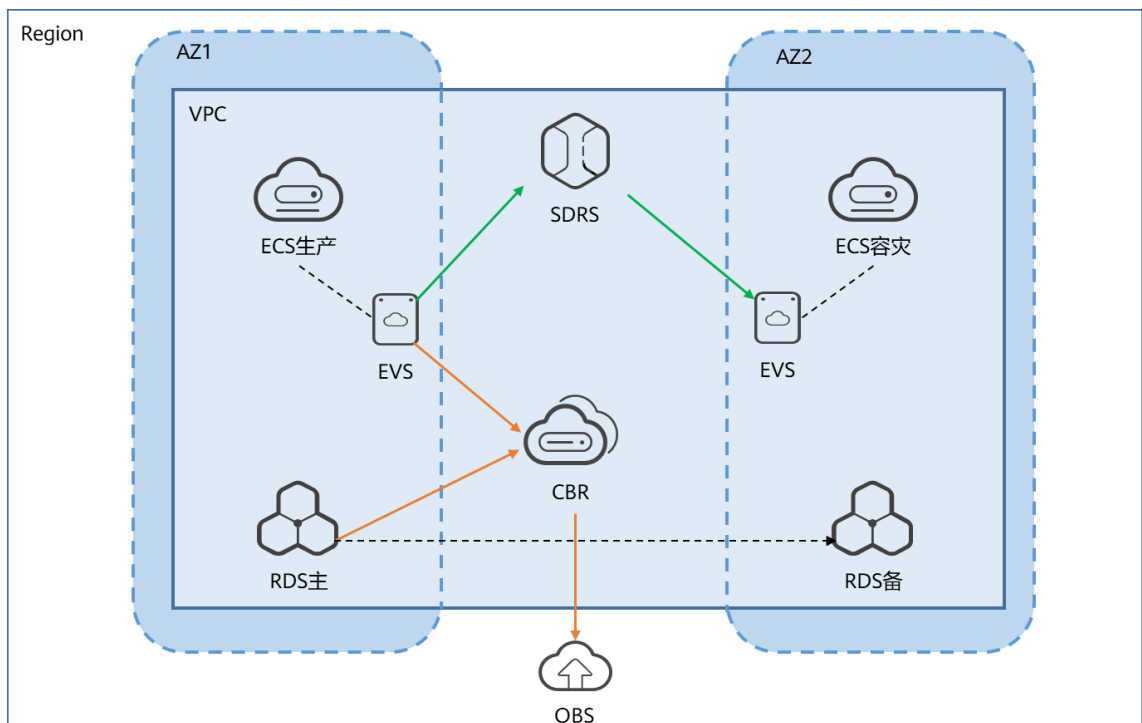 Region
AZ1
AZ2
VPC
SDRS
ECS生产
ECS容灾
EVS
EVS
CBR
RDS主
RDS备
OBS